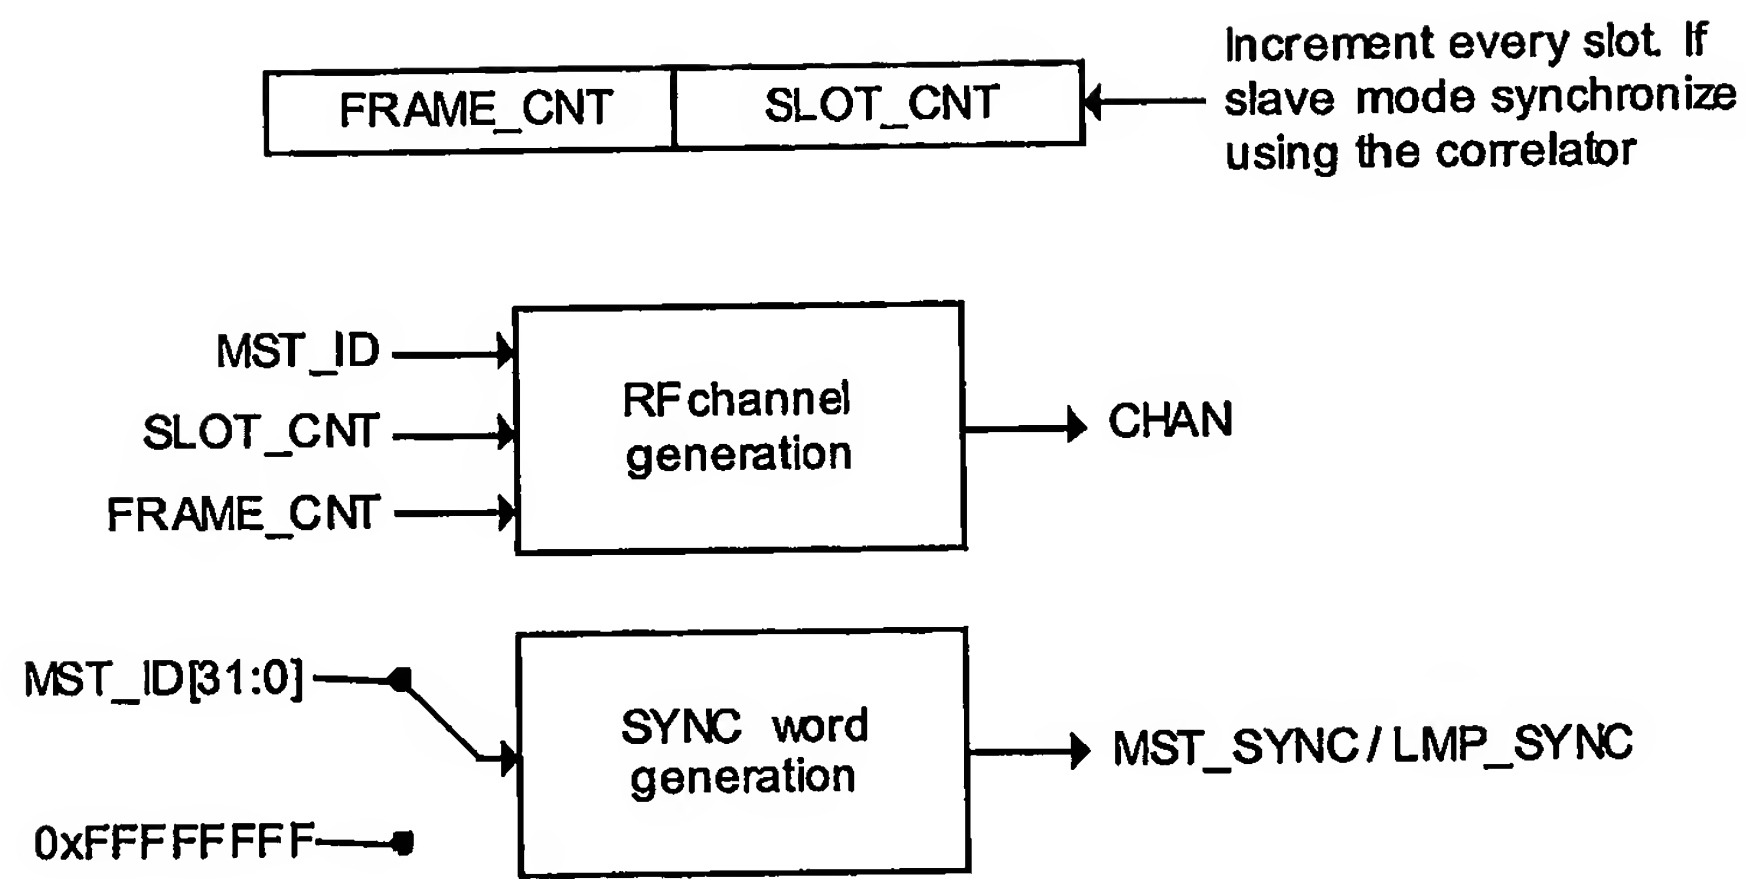 Increment every slot. If
FRAME_CNT SLOT_CNT slave mode synchronize
using the correlator
MST_ID
SLOT_CNT
FRAME_CNT
RF channel
generation
CHAN
MST_ID[31:0]
0xFFFFFFFF
SYNC word
generation
MST_SYNC / LMP_SYNC